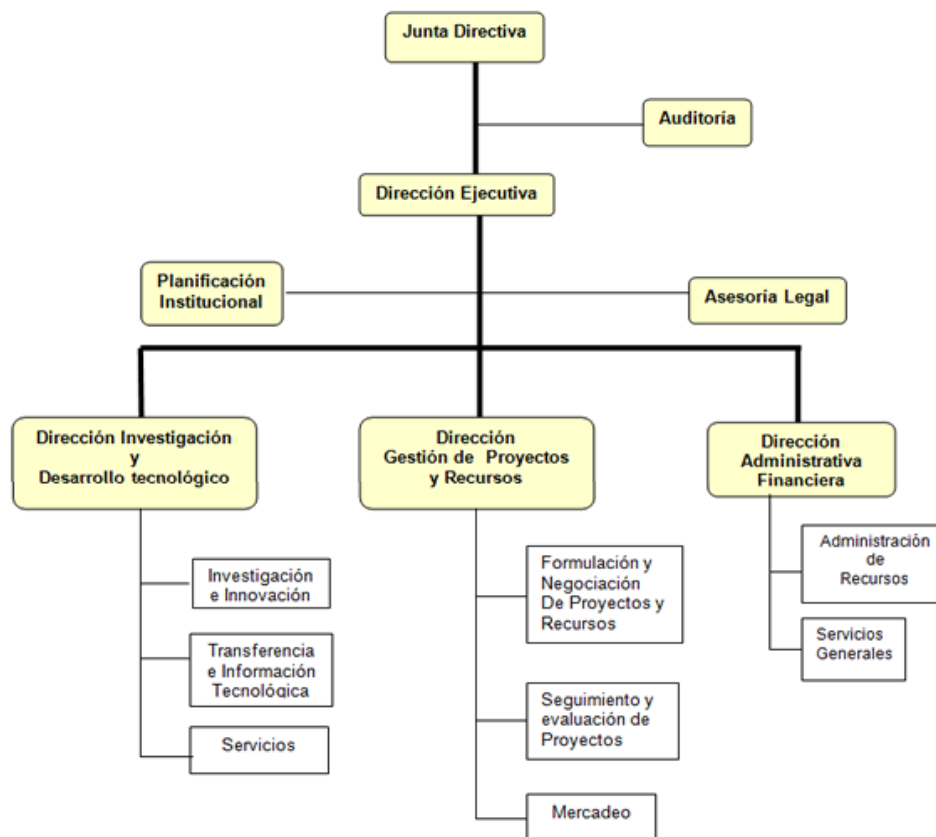 Junta Directiva
Auditoría
Dirección Ejecutiva
Planificación
Institucional
Asesoría Legal
Dirección Investigación
y
Desarrollo tecnológico
Dirección
Gestión de Proyectos
y Recursos
Dirección
Administrativa
Financiera
Investigación
e Innovación
Transferencia
e Información
Tecnológica
Servicios
Formulación y
Negociación
De Proyectos y
Recursos
Seguimiento y
evaluación de
Proyectos
Mercadeo
Administración
de
Recursos
Servicios
Generales